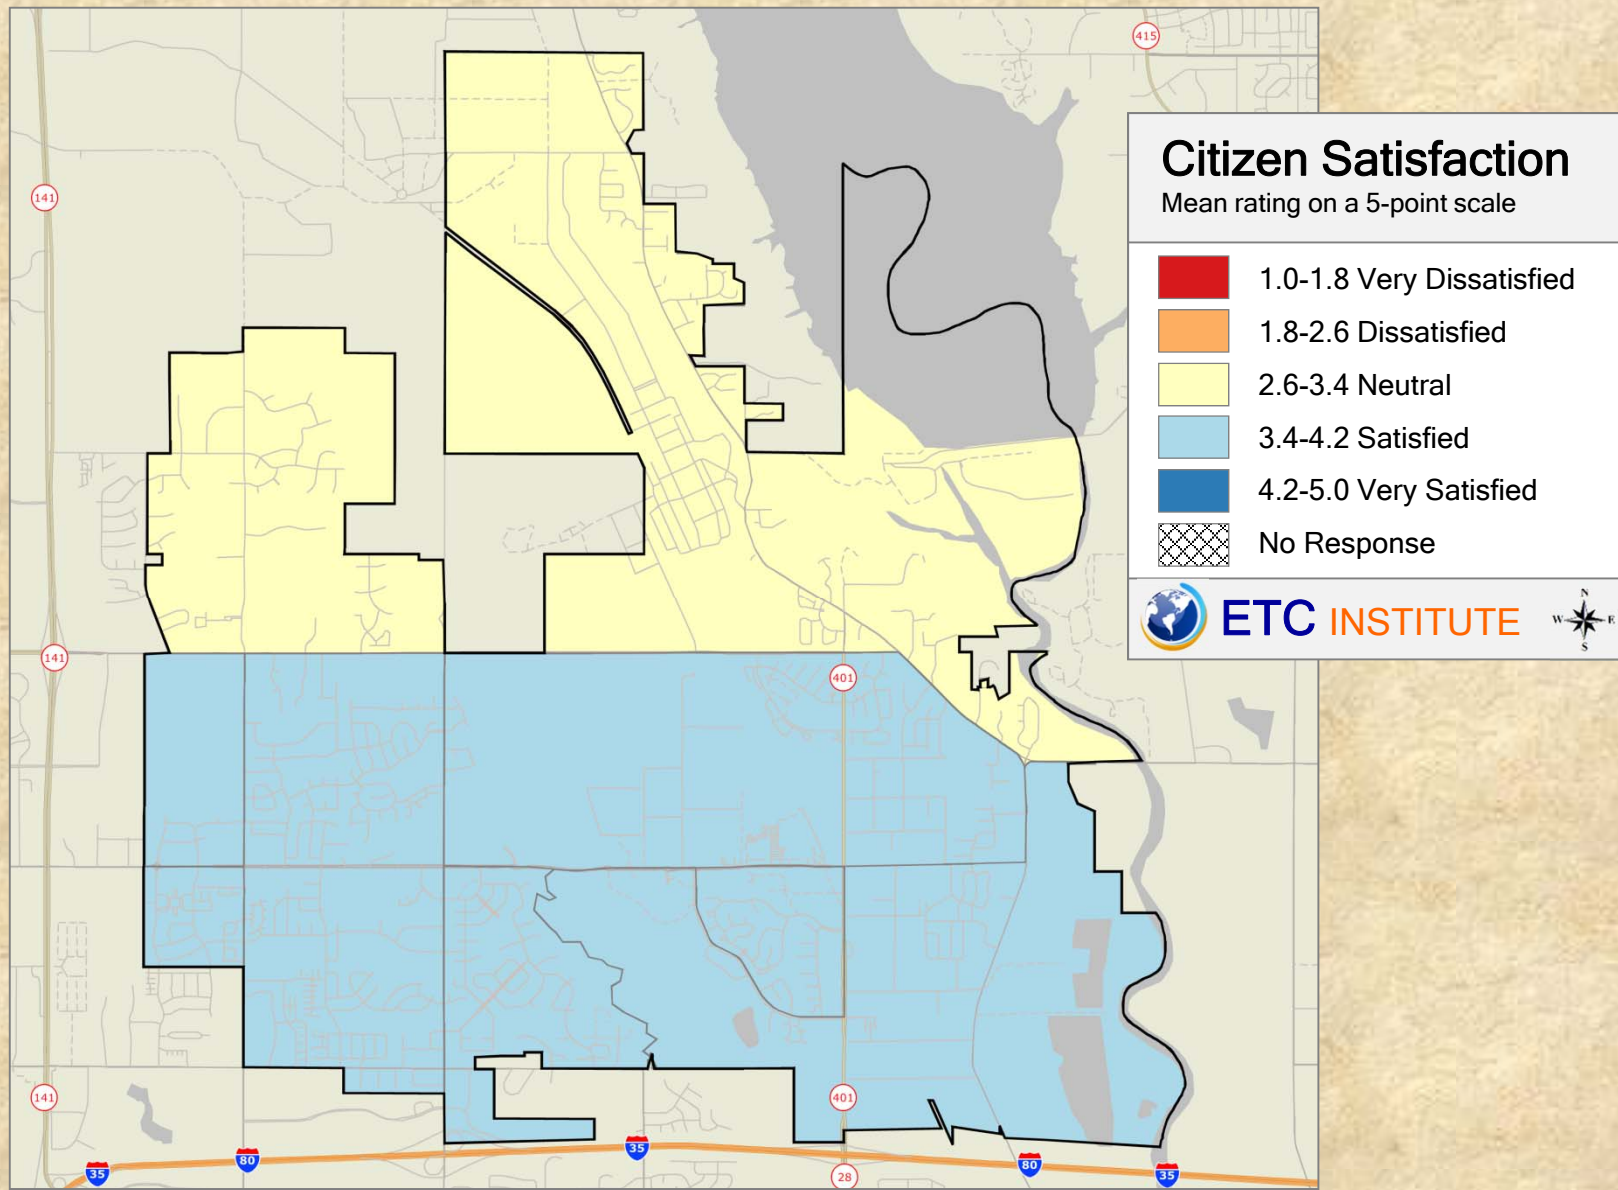 415
Citizen Satisfaction
Mean rating on a 5-point scale
1.0-1.8 Very Dissatisfied
1.8-2.6 Dissatisfied
2.6-3.4 Neutral
3.4-4.2 Satisfied
4.2-5.0 Very Satisfied
No Response
ETC INSTITUTE
N
W E
S
141
141
401
141
401
35
80
35
80
35
28